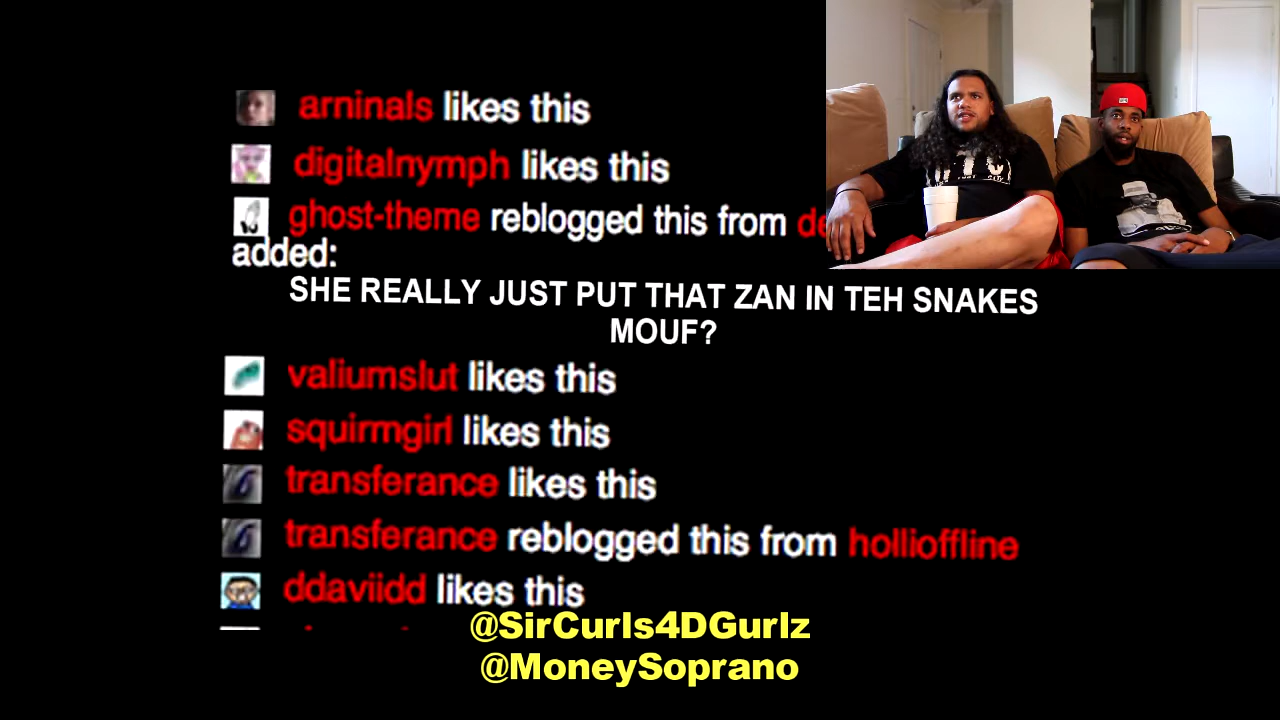 arninals likes this
digitalnymph likes this
ghost-theme reblogged this from
added:
SHE REALLY JUST PUT THAT ZAN IN TEH SNAKES
MOUF?
valiumslut likes this
squirmgirl likes this
transferance likes this
transferance reblogged this from hollioffline
ddaviidd likes this
@SirCurls4DGurlz
@MoneySoprano